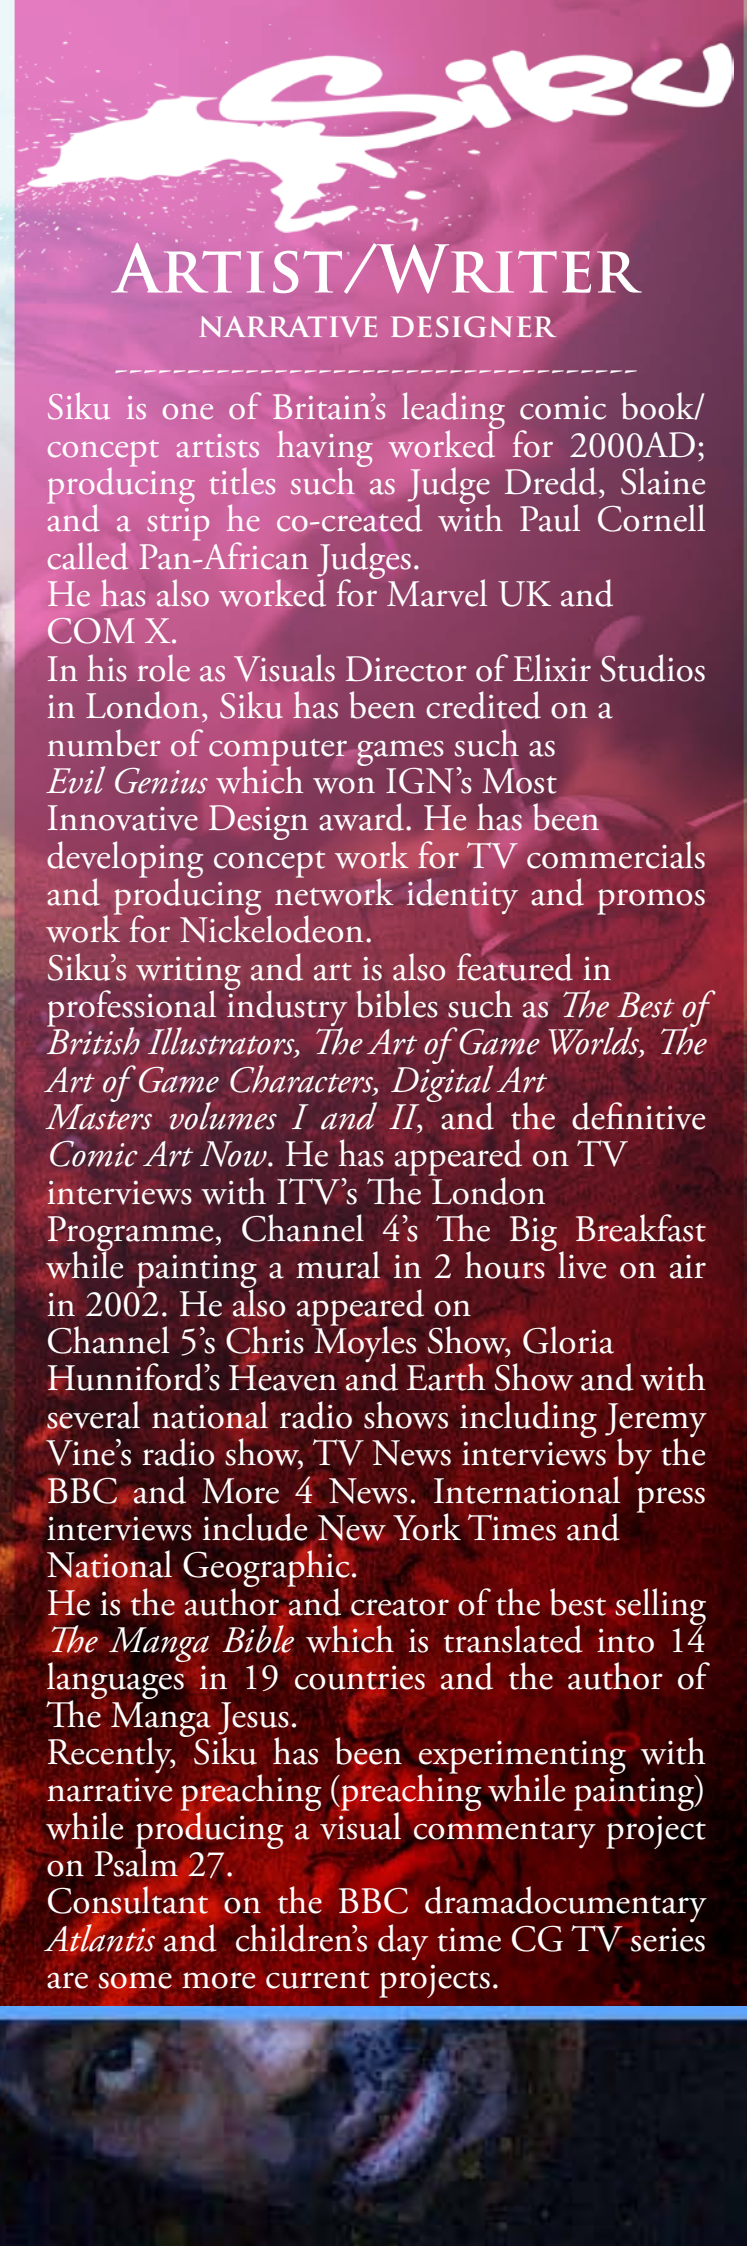 Siku
ARTIST/WRITER
NARRATIVE DESIGNER
Siku is one of Britain's leading comic book/
concept artists having worked for 2000AD;
producing titles such as Judge Dredd, Slaine
and a strip he co-created with Paul Cornell
called Pan-African Judges.
He has also worked for Marvel UK and
COM X.
In his role as Visuals Director of Elixir Studios
in London, Siku has been credited on a
number of computer games such as
Evil Genius which won IGN's Most
Innovative Design award. He has been
developing concept work for TV commercials
and producing network identity and promos
work for Nickelodeon.
Siku's writing and art is also featured in
professional industry bibles such as The Best of
British Illustrators, The Art of Game Worlds, The
Art of Game Characters, Digital Art
Masters volumes I and II, and the definitive
Comic Art Now. He has appeared on TV
interviews with ITV's The London
Programme, Channel 4's The Big Breakfast
while painting a mural in 2 hours live on air
in 2002. He also appeared on
Channel 5's Chris Moyles Show, Gloria
Hunniford's Heaven and Earth Show and with
several national radio shows including Jeremy
Vine's radio show, TV News interviews by the
BBC and More 4 News. International press
interviews include New York Times and
National Geographic.
He is the author and creator of the best selling
The Manga Bible which is translated into 14
languages in 19 countries and the author of
The Manga Jesus.
Recently, Siku has been experimenting with
narrative preaching (preaching while painting)
while producing a visual commentary project
on Psalm 27.
Consultant on the BBC dramadocumentary
Atlantis and children's day time CG TV series
are some more current projects.